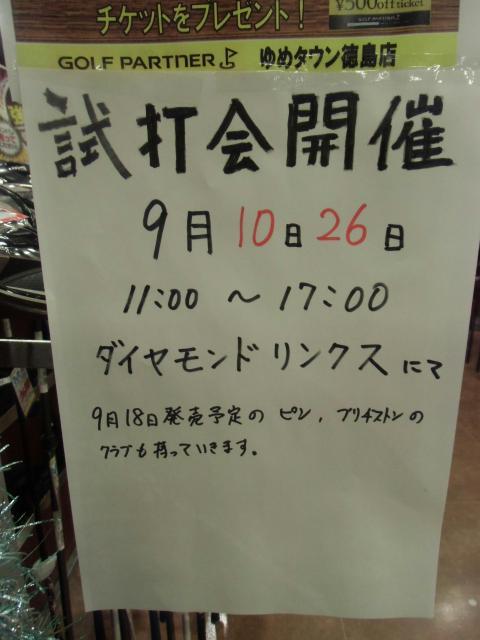 ¥500 off ticket
チケットをプレゼント！
GOLF PARTNER ゆめタウン徳島店
試打会開催
9月10日26日
11:00 ～ 17:00
ダイヤモンドリンクスにて
9月18日発売予定の ピン, ブリヂストンの
クラブも持っていきます。